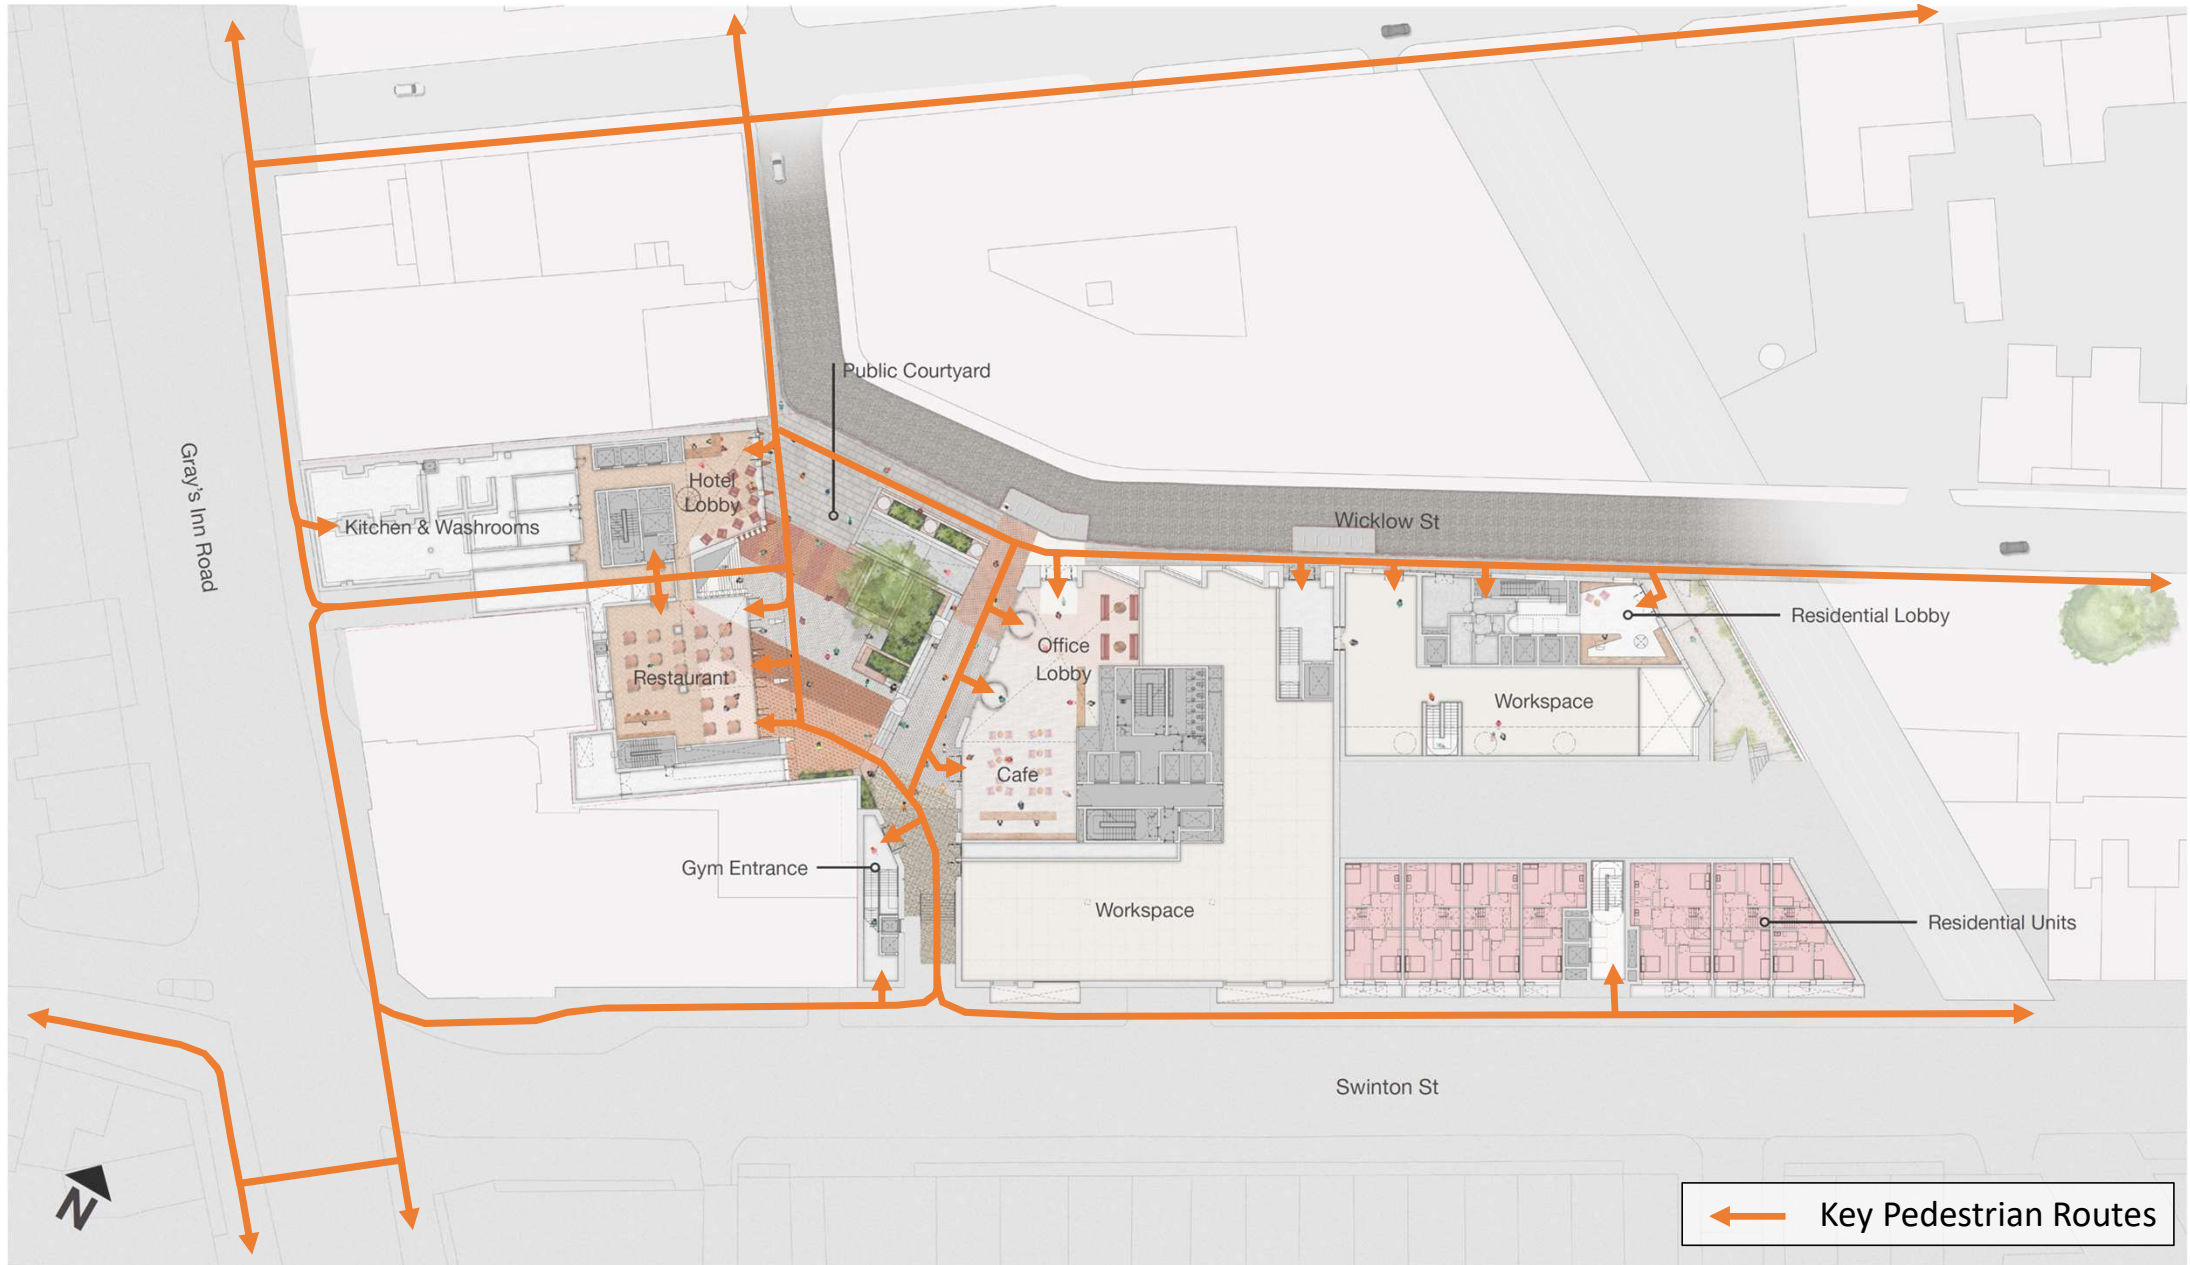 Public Courtyard
Gray's Inn Road
Hotel
Lobby
Kitchen & Washrooms
Wicklow St
Office
Lobby
Residential Lobby
Restaurant
Workspace
Cafe
Gym Entrance
Workspace
Residential Units
Swinton St
N
Key Pedestrian Routes